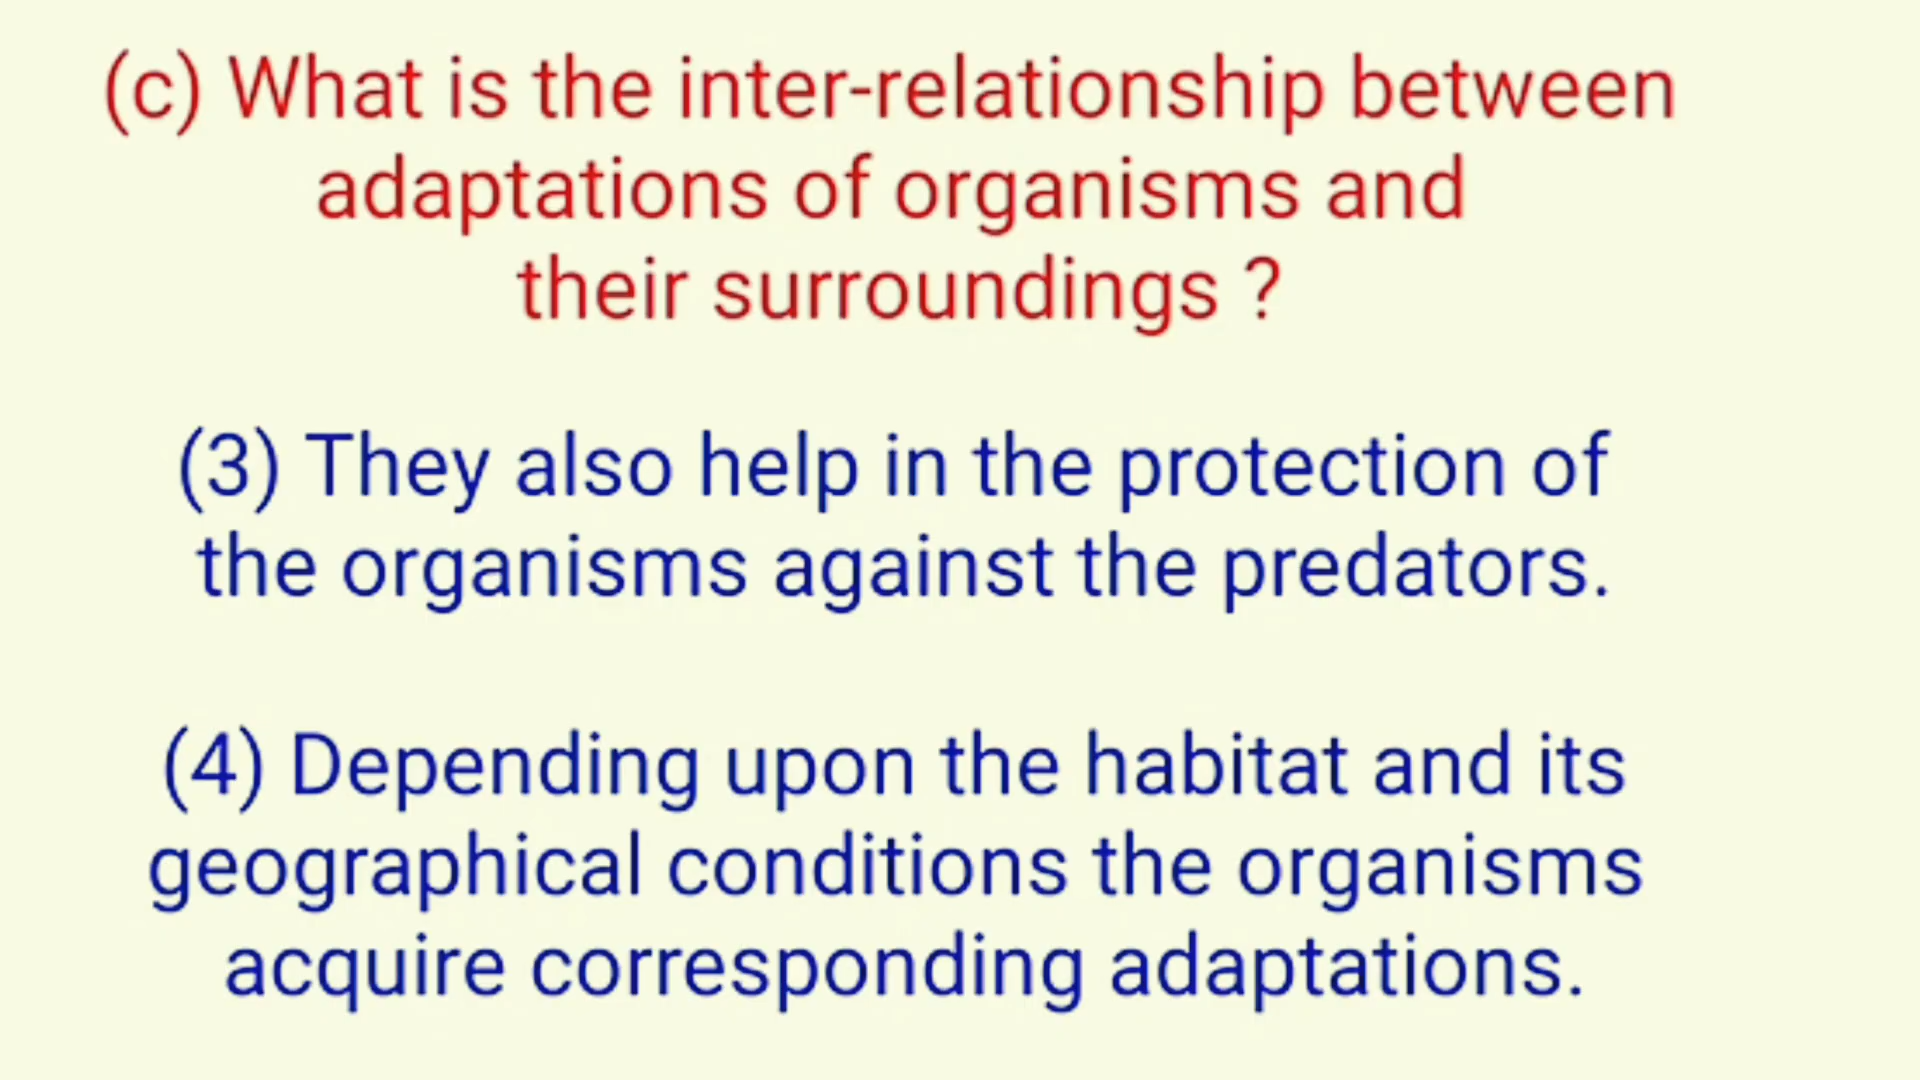 (c) What is the inter-relationship between
adaptations of organisms and
their surroundings ?
(3) They also help in the protection of
the organisms against the predators.
(4) Depending upon the habitat and its
geographical conditions the organisms
acquire corresponding adaptations.